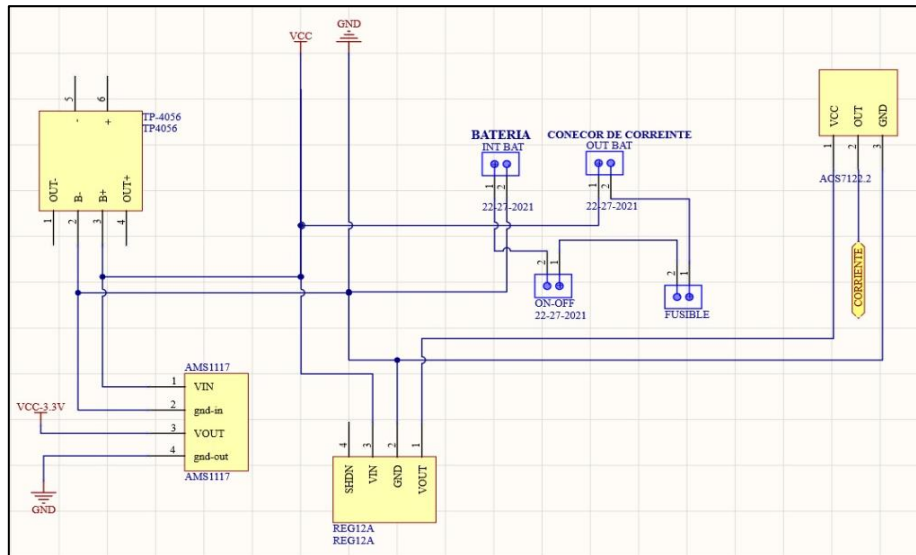 VCC
GND
5
6
-
+
TP-4056
TP4056
OUT-
B-
B+
OUT+
1
2
3
4
BATERIA
INT BAT
1
2
22-27-2021
CONECOR DE CORREINTE
OUT BAT
1
2
22-27-2021
2
1
ON-OFF
22-27-2021
2
1
FUSIBLE
VCC
OUT
GND
1
2
3
ACS7122.2
CORRIENTE
AMS1117
1 VIN
2 gnd-in
3 VOUT
4 gnd-out
AMS1117
VCC-3.3V
GND
4
3
2
1
SHDN
VIN
GND
VOUT
REG12A
REG12A